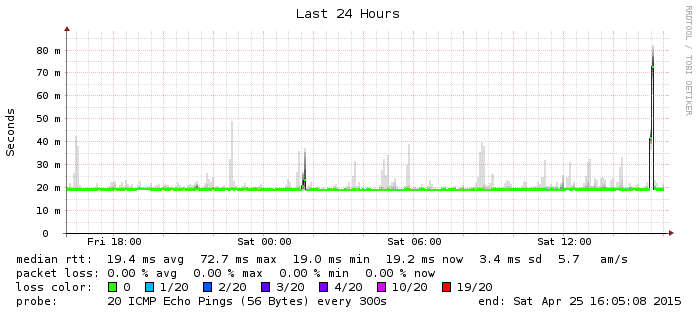 Last 24 Hours
RRDTOOL / TOBI OETIKER
Seconds
80 m
70 m
60 m
50 m
40 m
30 m
20 m
10 m
0
Fri 18:00 Sat 00:00 Sat 06:00 Sat 12:00
median rtt: 19.4 ms avg 72.7 ms max 19.0 ms min 19.2 ms now 3.4 ms sd 5.7 am/s
packet loss: 0.00 % avg 0.00 % max 0.00 % min 0.00 % now
loss color: 0 1/20 2/20 3/20 4/20 10/20 19/20
probe: 20 ICMP Echo Pings (56 Bytes) every 300s end: Sat Apr 25 16:05:08 2015